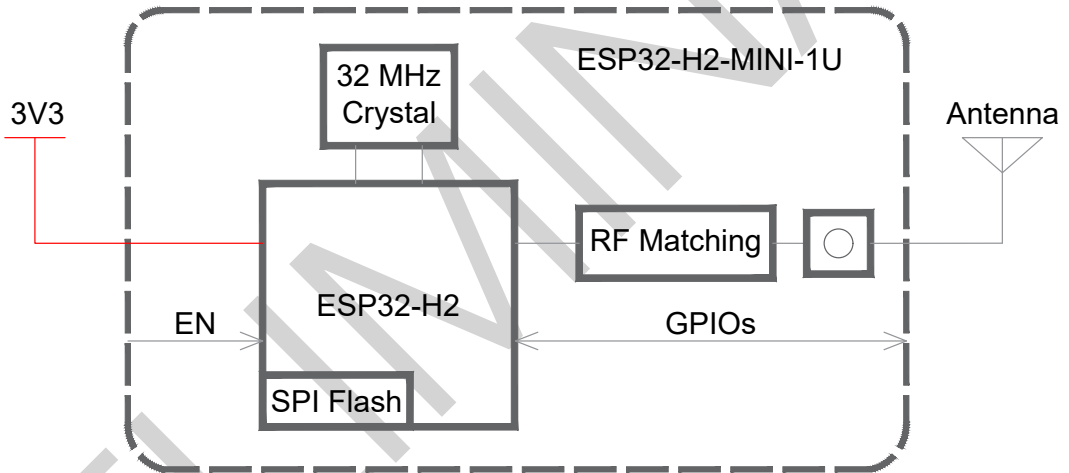 ESP32-H2-MINI-1U
32 MHz
Crystal
3V3
Antenna
RF Matching
ESP32-H2
EN
GPIOs
SPI Flash